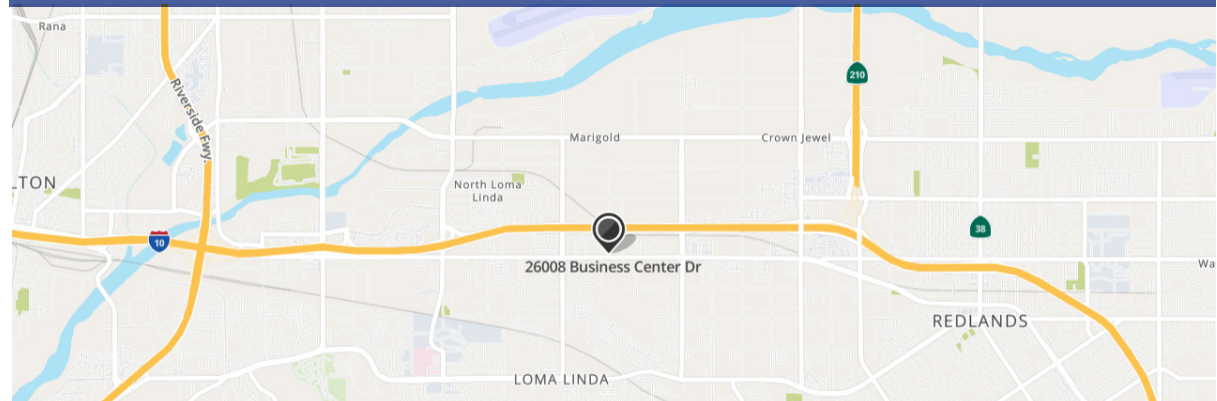 Rana
210
Riverside Fwy.
Marigold
Crown Jewel
LTON
North Loma
Linda
38
10
26008 Business Center Dr
Wa
REDLANDS
LOMA LINDA